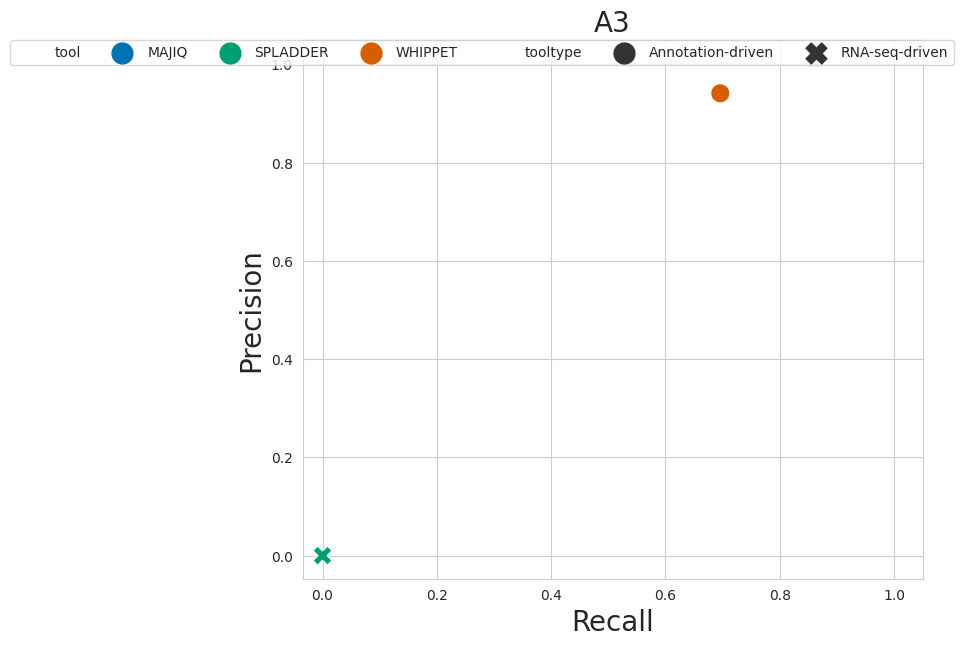 A3
tool MAJIQ SPLADDER WHIPPET tooltype Annotation-driven RNA-seq-driven
1.0
0.8
0.6
0.4
0.2
0.0
Precision
0.0 0.2 0.4 0.6 0.8 1.0
Recall